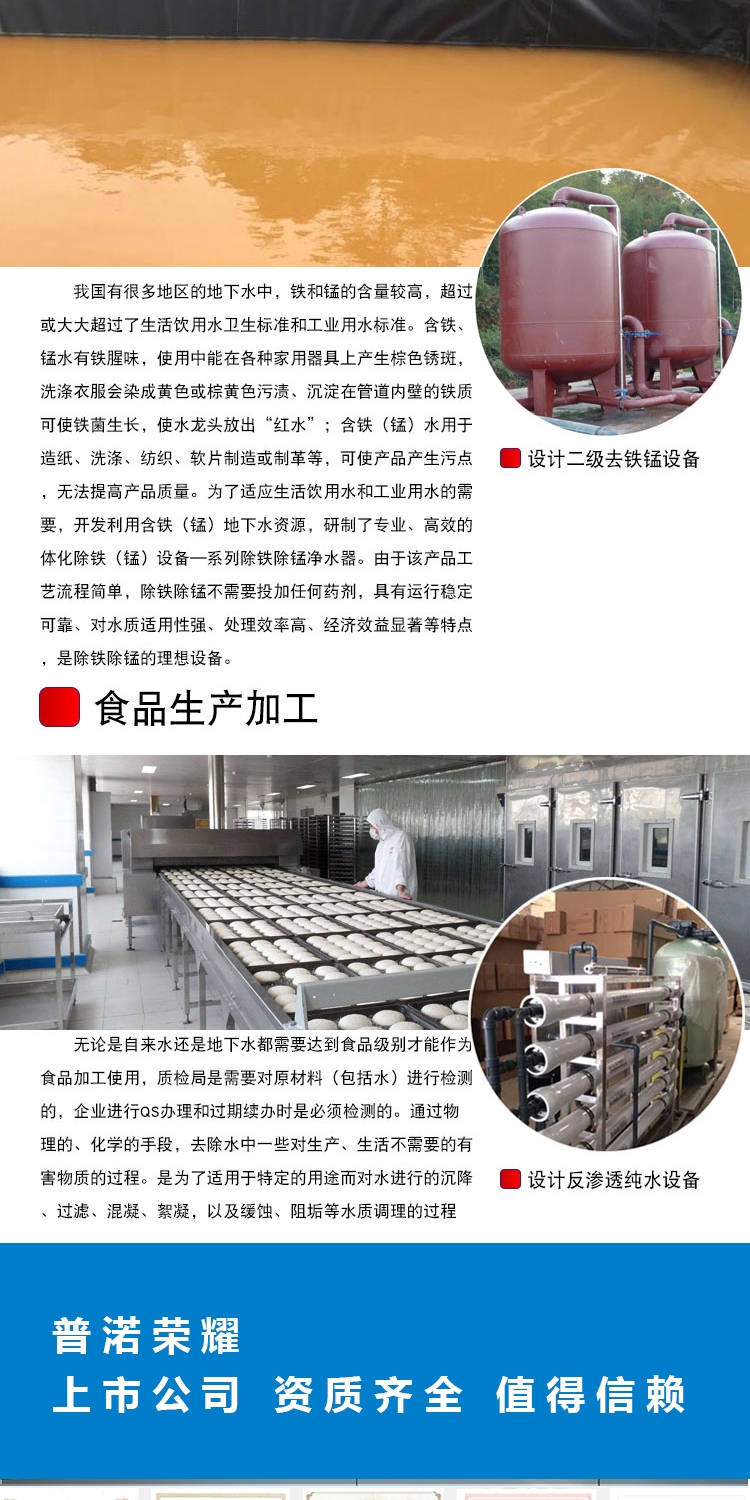 我国有很多地区的地下水中，铁和锰的含量较高，超过
或大大超过了生活饮用水卫生标准和工业用水标准。含铁、
锰水有铁腥味，使用中能在各种家用器具上产生棕色锈斑，
洗涤衣服会染成黄色或棕黄色污渍、沉淀在管道内壁的铁质
可使铁菌生长，使水龙头放出“红水”；含铁（锰）水用于
造纸、洗涤、纺织、软片制造或制革等，可使产品产生污点
，无法提高产品质量。为了适应生活饮用水和工业用水的需
要，开发利用含铁（锰）地下水资源，研制了专业、高效的
体化除铁（锰）设备—系列除铁除锰净水器。由于该产品工
艺流程简单，除铁除锰不需要投加任何药剂，具有运行稳定
可靠、对水质适用性强、处理效率高、经济效益显著等特点
，是除铁除锰的理想设备。
设计二级去铁锰设备
食品生产加工
无论是自来水还是地下水都需要达到食品级别才能作为
食品加工使用，质检局是需要对原材料（包括水）进行检测
的，企业进行QS办理和过期续办时是必须检测的。通过物
理的、化学的手段，去除水中一些对生产、生活不需要的有
害物质的过程。是为了适用于特定的用途而对水进行的沉降
、过滤、混凝、絮凝，以及缓蚀、阻垢等水质调理的过程
设计反渗透纯水设备
普渃荣耀
上市公司 资质齐全 值得信赖